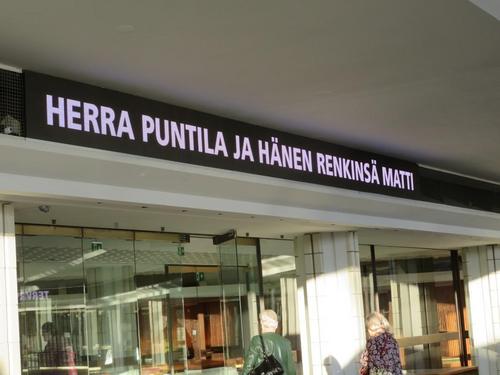 HERRA PUNTILA JA HÄNEN RENKINSÄ MATTI